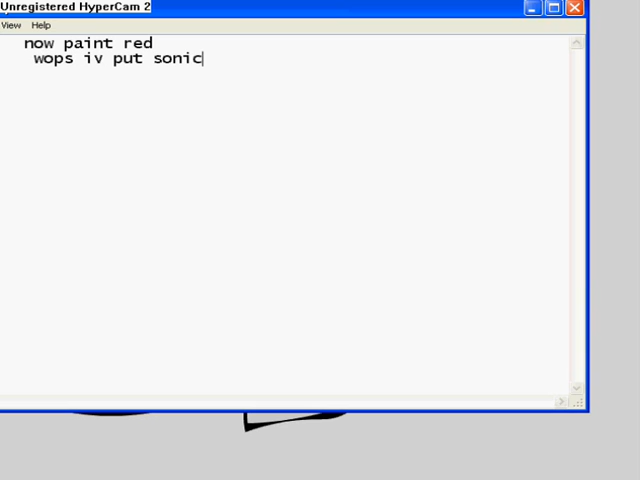 Unregistered HyperCam 2
View Help
now paint red
wops iv put sonic